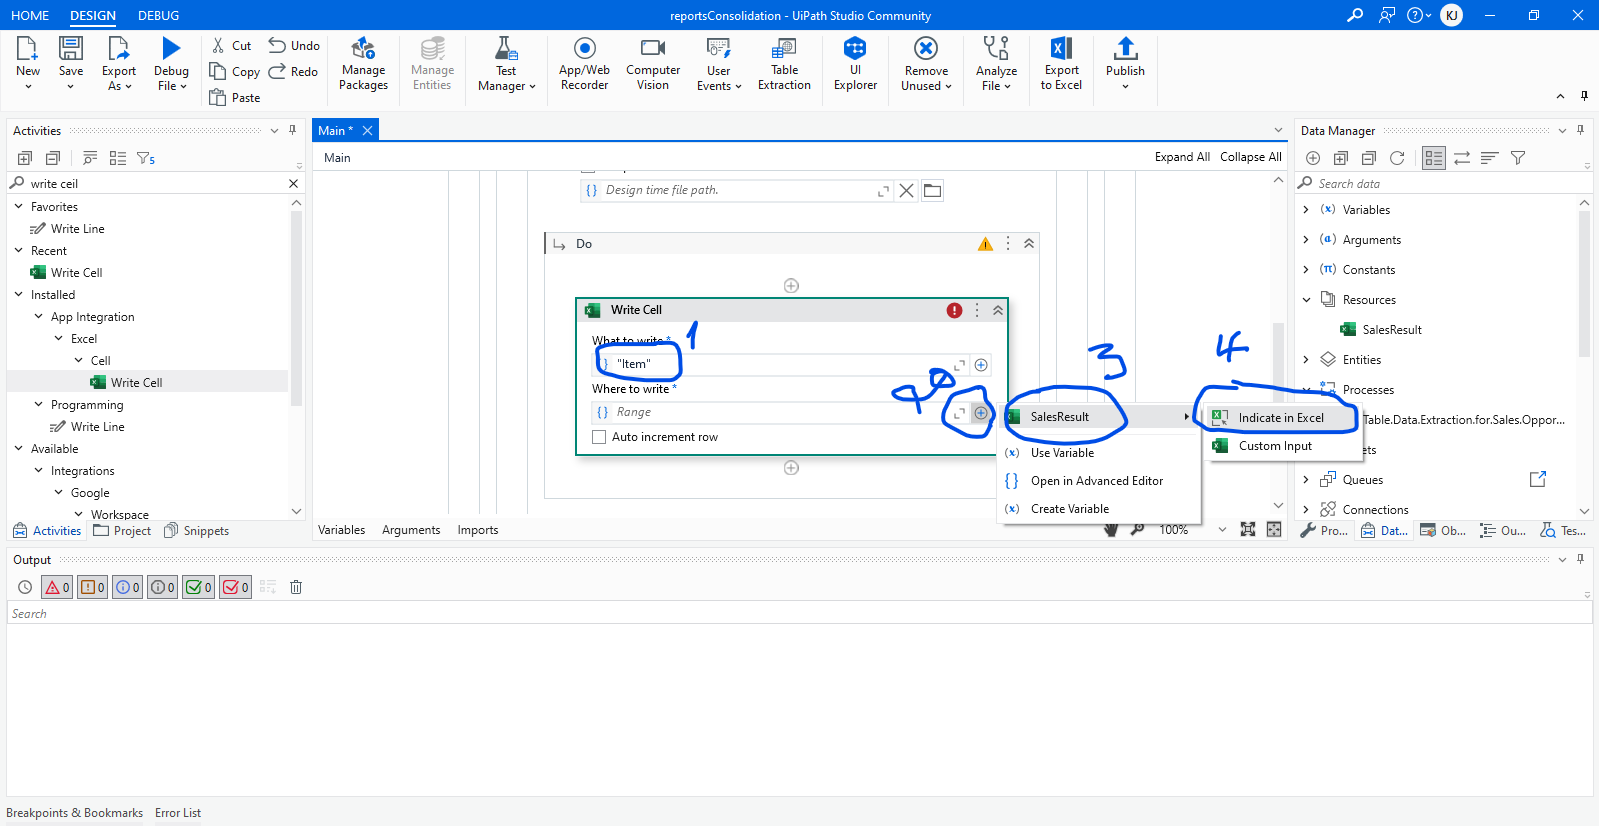 HOME DESIGN DEBUG
reportsConsolidation - UiPath Studio Community
KJ
New
Save
Export As
Debug File
Cut
Copy
Paste
Undo
Redo
Manage Packages
Manage Entities
Test Manager
App/Web Recorder
Computer Vision
User Events
Table Extraction
UI Explorer
Remove Unused
Analyze File
Export to Excel
Publish
Activities
5
write ceil
Favorites
Write Line
Recent
Write Cell
Installed
App Integration
Excel
Cell
Write Cell
Programming
Write Line
Available
Integrations
Google
Workspace
Activities Project Snippets
Main *
Main
Expand All Collapse All
Design time file path.
Do
Write Cell
What to write *
"Item"
1
Where to write *
Range
Auto increment row
3
4
SalesResult
Use Variable
Open in Advanced Editor
Create Variable
Indicate in Excel
Custom Input
Variables Arguments Imports
100%
Data Manager
Search data
Variables
Arguments
Constants
Resources
SalesResult
Entities
Processes
Table.Data.Extraction.for.Sales.Oppor...
ets
Queues
Connections
Pro... Dat... Ob... Ou... Tes...
Output
0 0 0 0 0 0
Search
Breakpoints & Bookmarks Error List